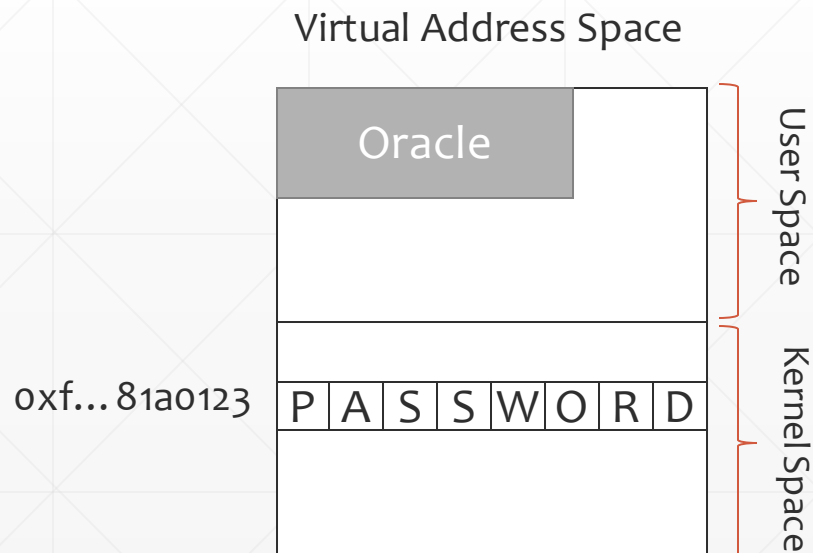 Virtual Address Space
Oracle
User Space
0xf... 81a0123
P A S S W O R D
Kernel Space